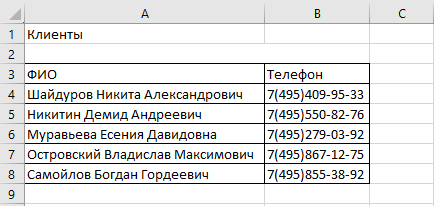 A B C
1 Клиенты
2
3 ФИО Телефон
4 Шайдуров Никита Александрович 7(495)409-95-33
5 Никитин Демид Андреевич 7(495)550-82-76
6 Муравьева Есения Давидовна 7(495)279-03-92
7 Островский Владислав Максимович 7(495)867-12-75
8 Самойлов Богдан Гордеевич 7(495)855-38-92
9